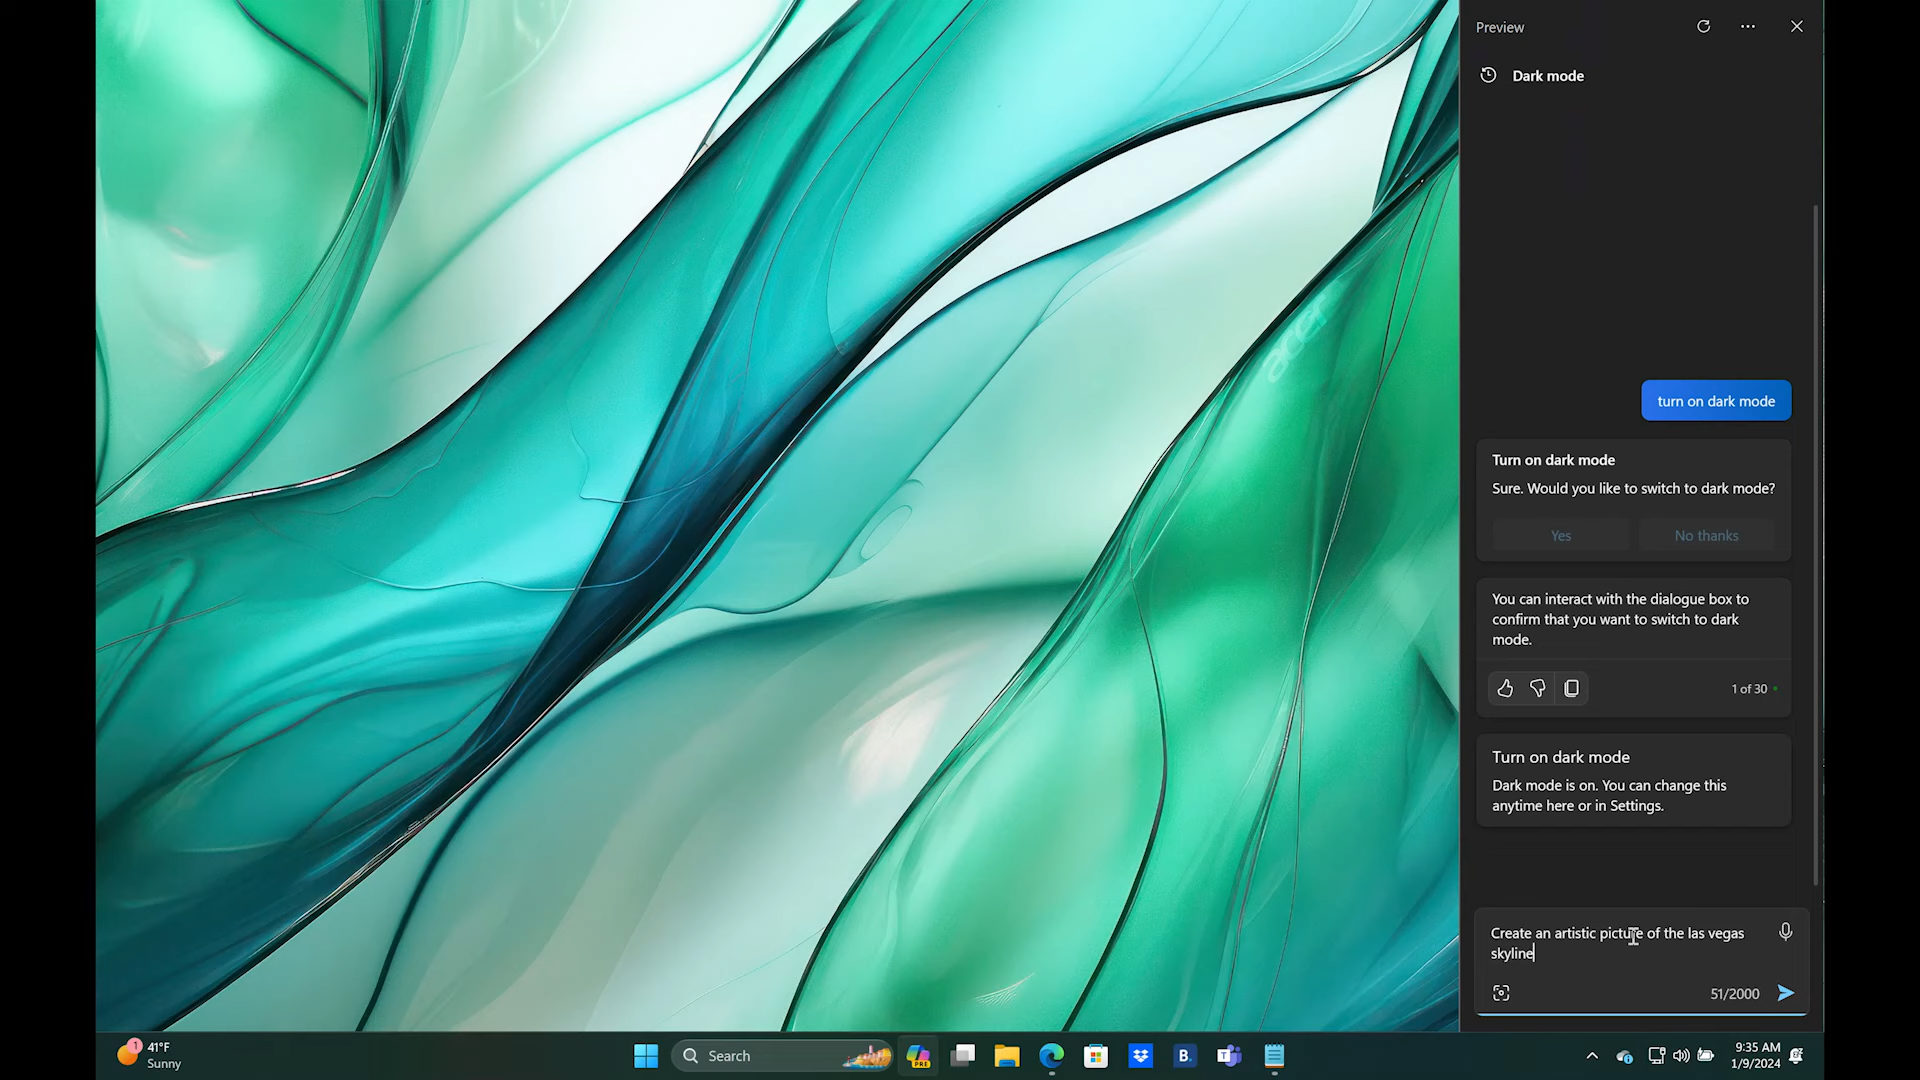 Preview
Dark mode
acer
turn on dark mode
Turn on dark mode
Sure. Would you like to switch to dark mode?
Yes
No thanks
You can interact with the dialogue box to
confirm that you want to switch to dark
mode.
1 of 30
Turn on dark mode
Dark mode is on. You can change this
anytime here or in Settings.
Create an artistic picture of the las vegas
skyline
51/2000
1
41°F
Sunny
Search
PRE
B.
T
9:35 AM
1/9/2024